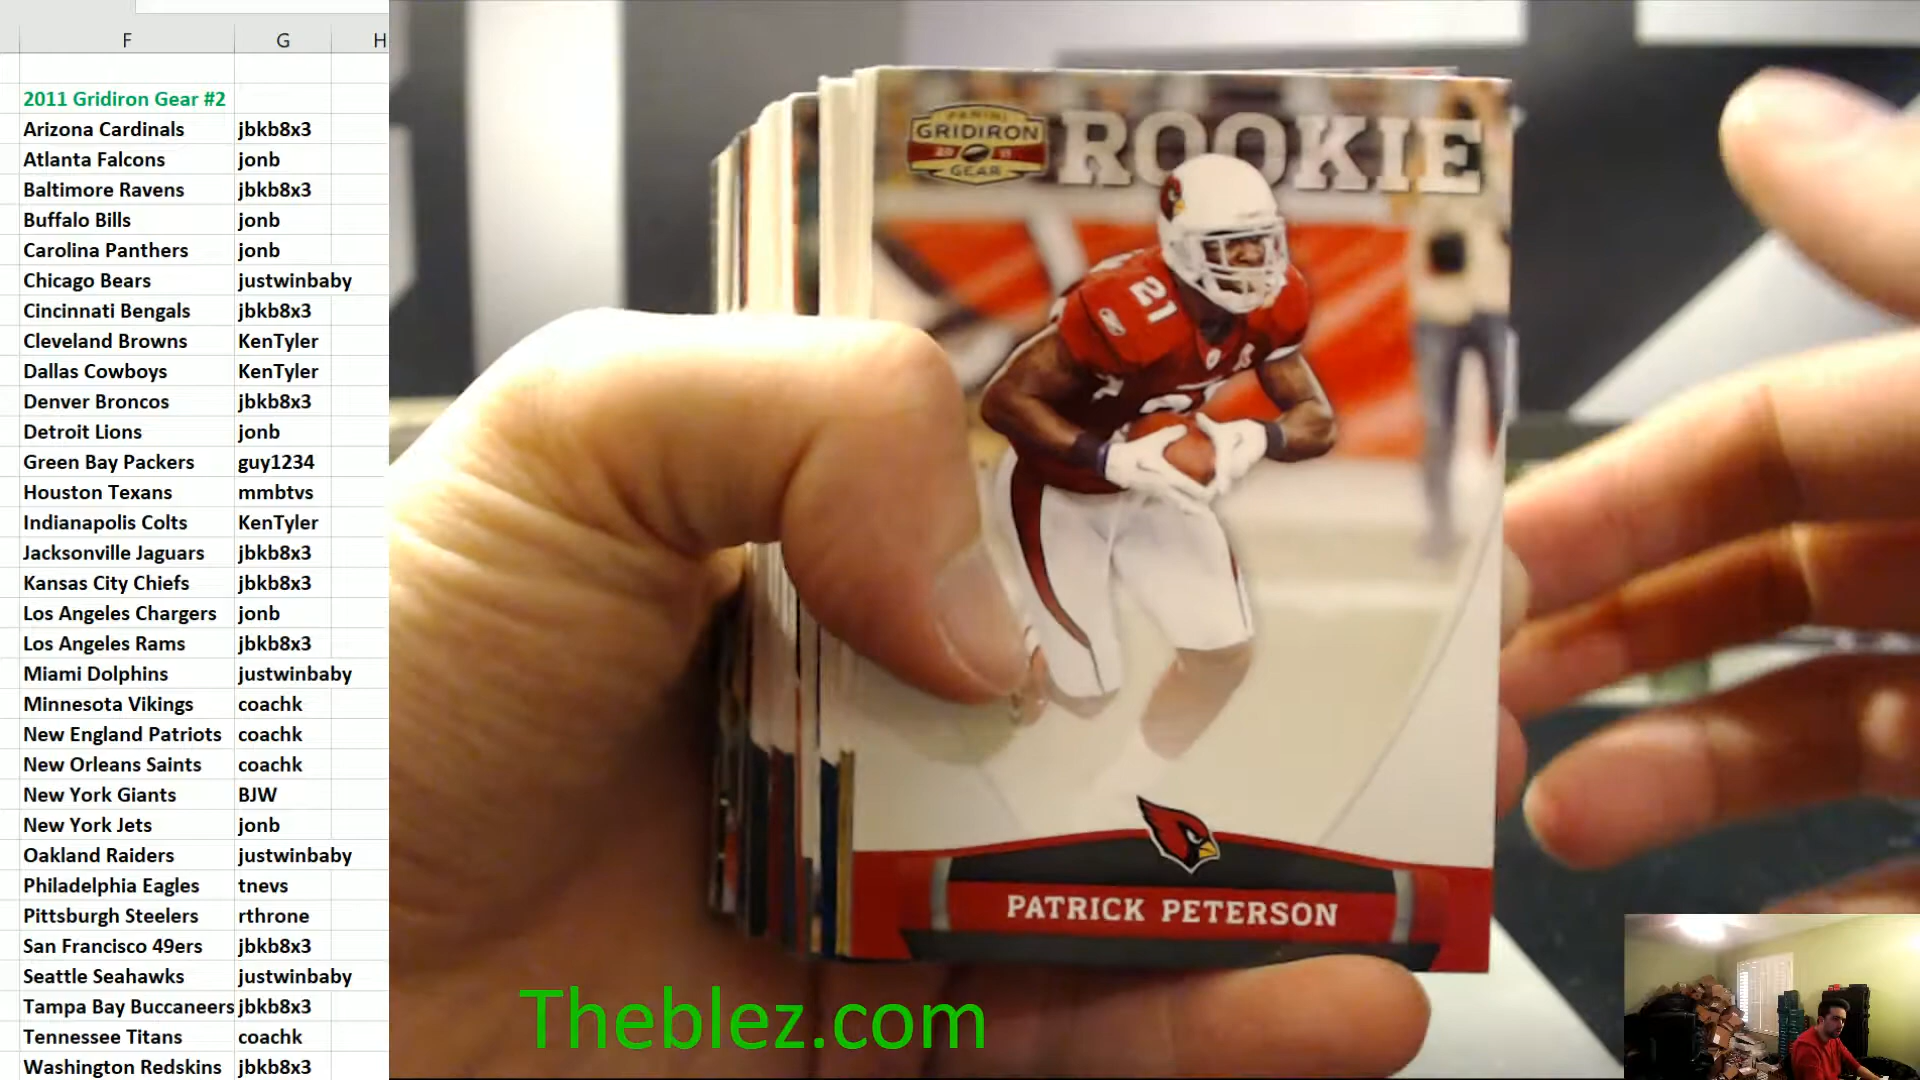 F G H
2011 Gridiron Gear #2
Arizona Cardinals jbkb8x3
Atlanta Falcons jonb
Baltimore Ravens jbkb8x3
Buffalo Bills jonb
Carolina Panthers jonb
Chicago Bears justwinbaby
Cincinnati Bengals jbkb8x3
Cleveland Browns KenTyler
Dallas Cowboys KenTyler
Denver Broncos jbkb8x3
Detroit Lions jonb
Green Bay Packers guy1234
Houston Texans mmbtvs
Indianapolis Colts KenTyler
Jacksonville Jaguars jbkb8x3
Kansas City Chiefs jbkb8x3
Los Angeles Chargers jonb
Los Angeles Rams jbkb8x3
Miami Dolphins justwinbaby
Minnesota Vikings coachk
New England Patriots coachk
New Orleans Saints coachk
New York Giants BJW
New York Jets jonb
Oakland Raiders justwinbaby
Philadelphia Eagles tnevs
Pittsburgh Steelers rthrone
San Francisco 49ers jbkb8x3
Seattle Seahawks justwinbaby
Tampa Bay Buccaneers jbkb8x3
Tennessee Titans coachk
Washington Redskins jbkb8x3
PANINI
GRIDIRON
20 11
GEAR
ROOKIE
21
21
PATRICK PETERSON
Theblez.com